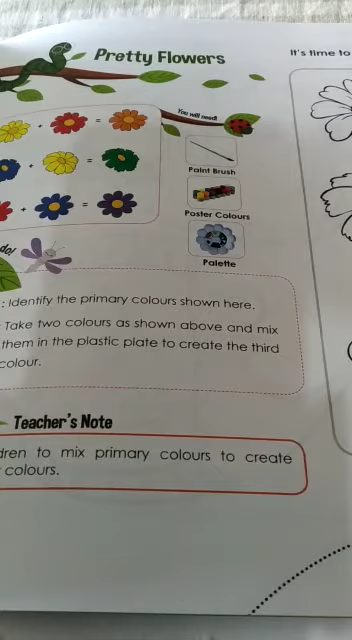 Pretty Flowers
It's time to
You will need!
+ =
+ =
+ =
Paint Brush
Poster Colours
Palette
do!
: Identify the primary colours shown here.
Take two colours as shown above and mix
them in the plastic plate to create the third
colour.
Teacher's Note
dren to mix primary colours to create
colours.